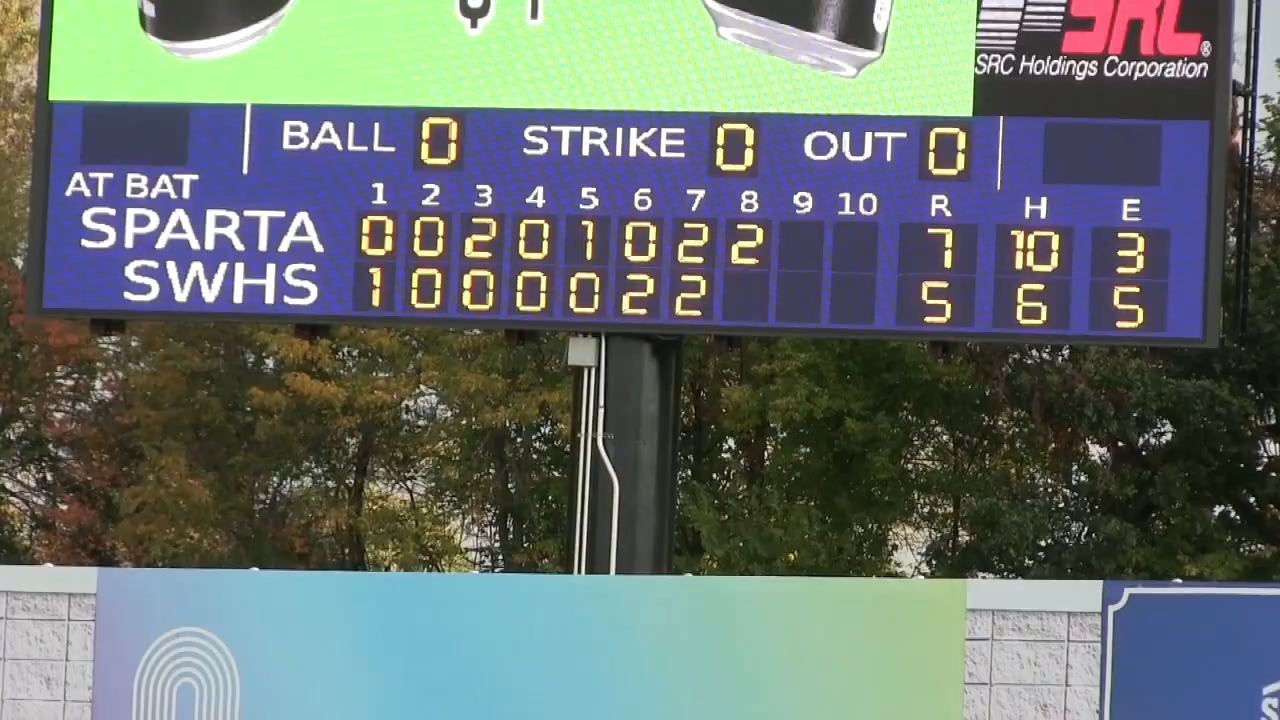 SRC®
SRC Holdings Corporation
BALL 0 STRIKE 0 OUT 0
AT BAT 1 2 3 4 5 6 7 8 9 10 R H E
SPARTA 0 0 2 0 1 0 2 2 7 10 3
SWHS 1 0 0 0 0 2 2 5 6 5